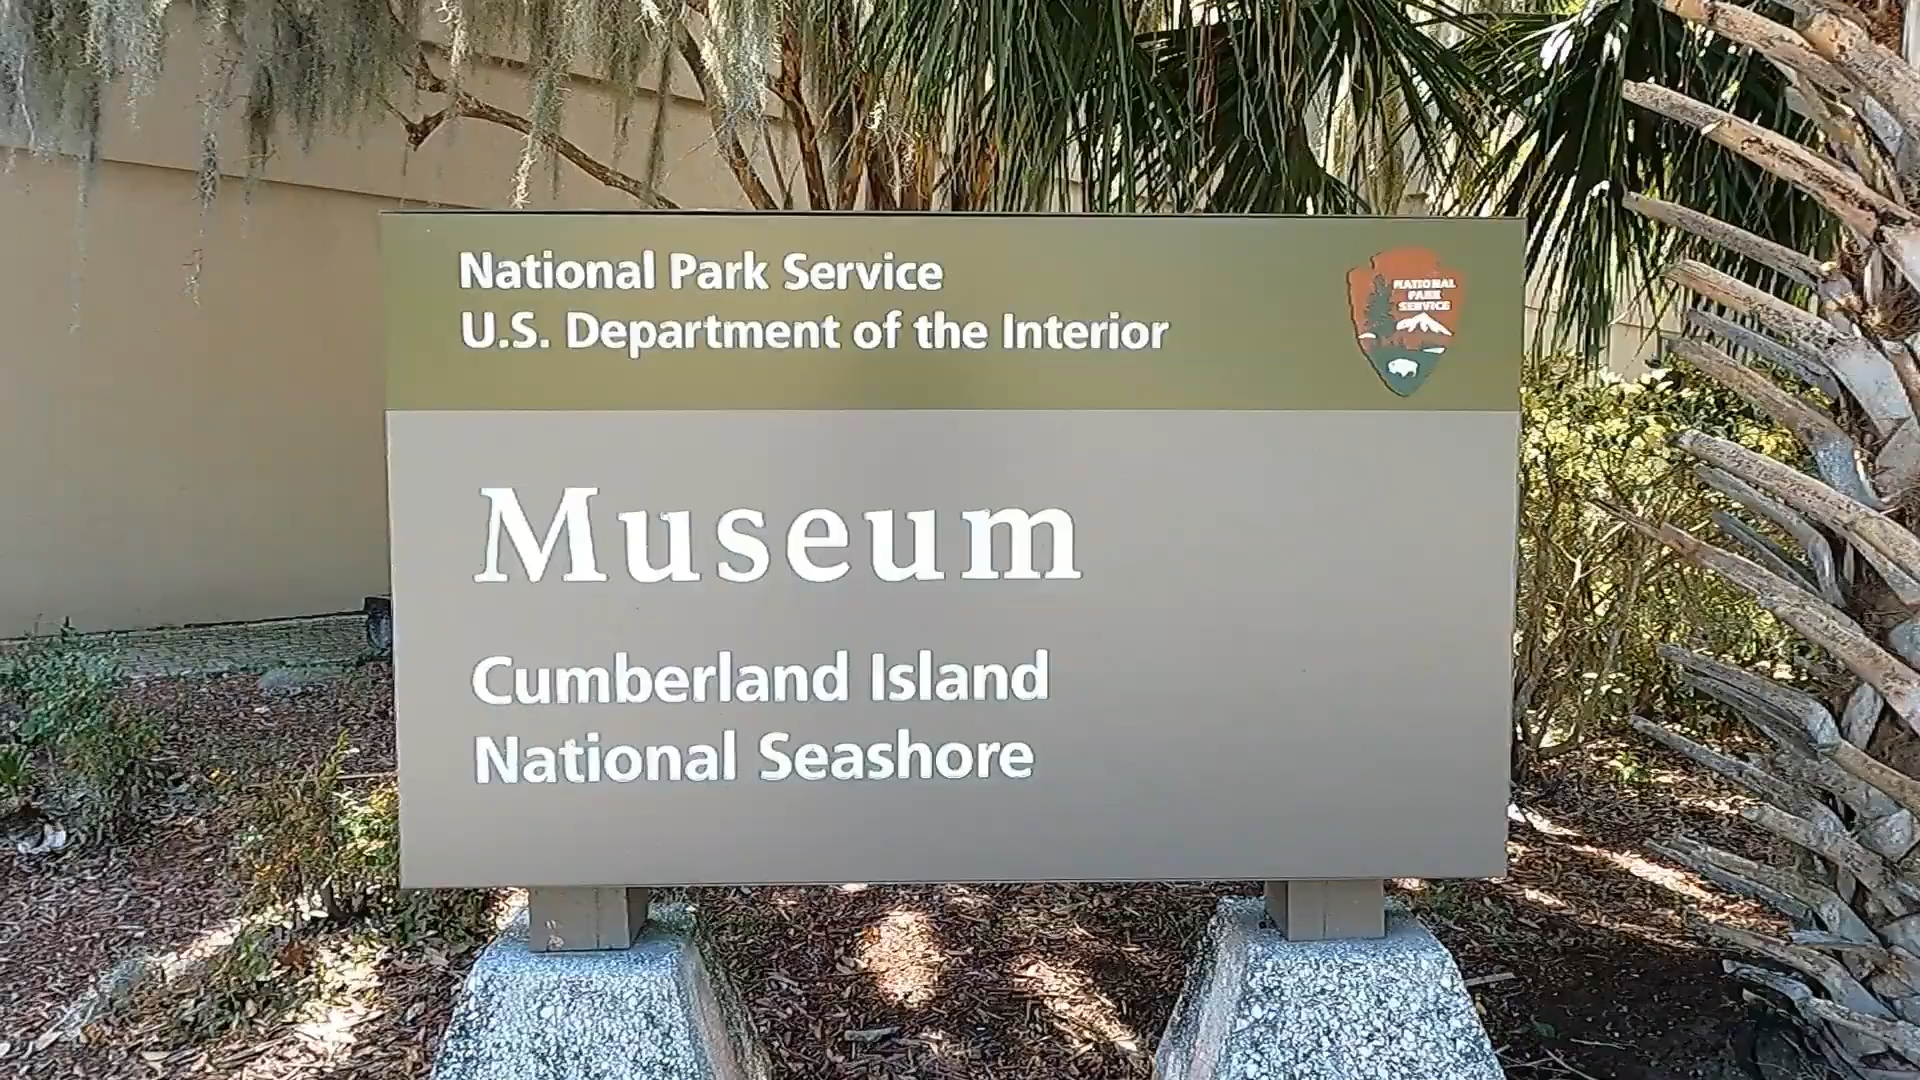 National Park Service
U.S. Department of the Interior
NATIONAL
PARK
SERVICE
Museum
Cumberland Island
National Seashore